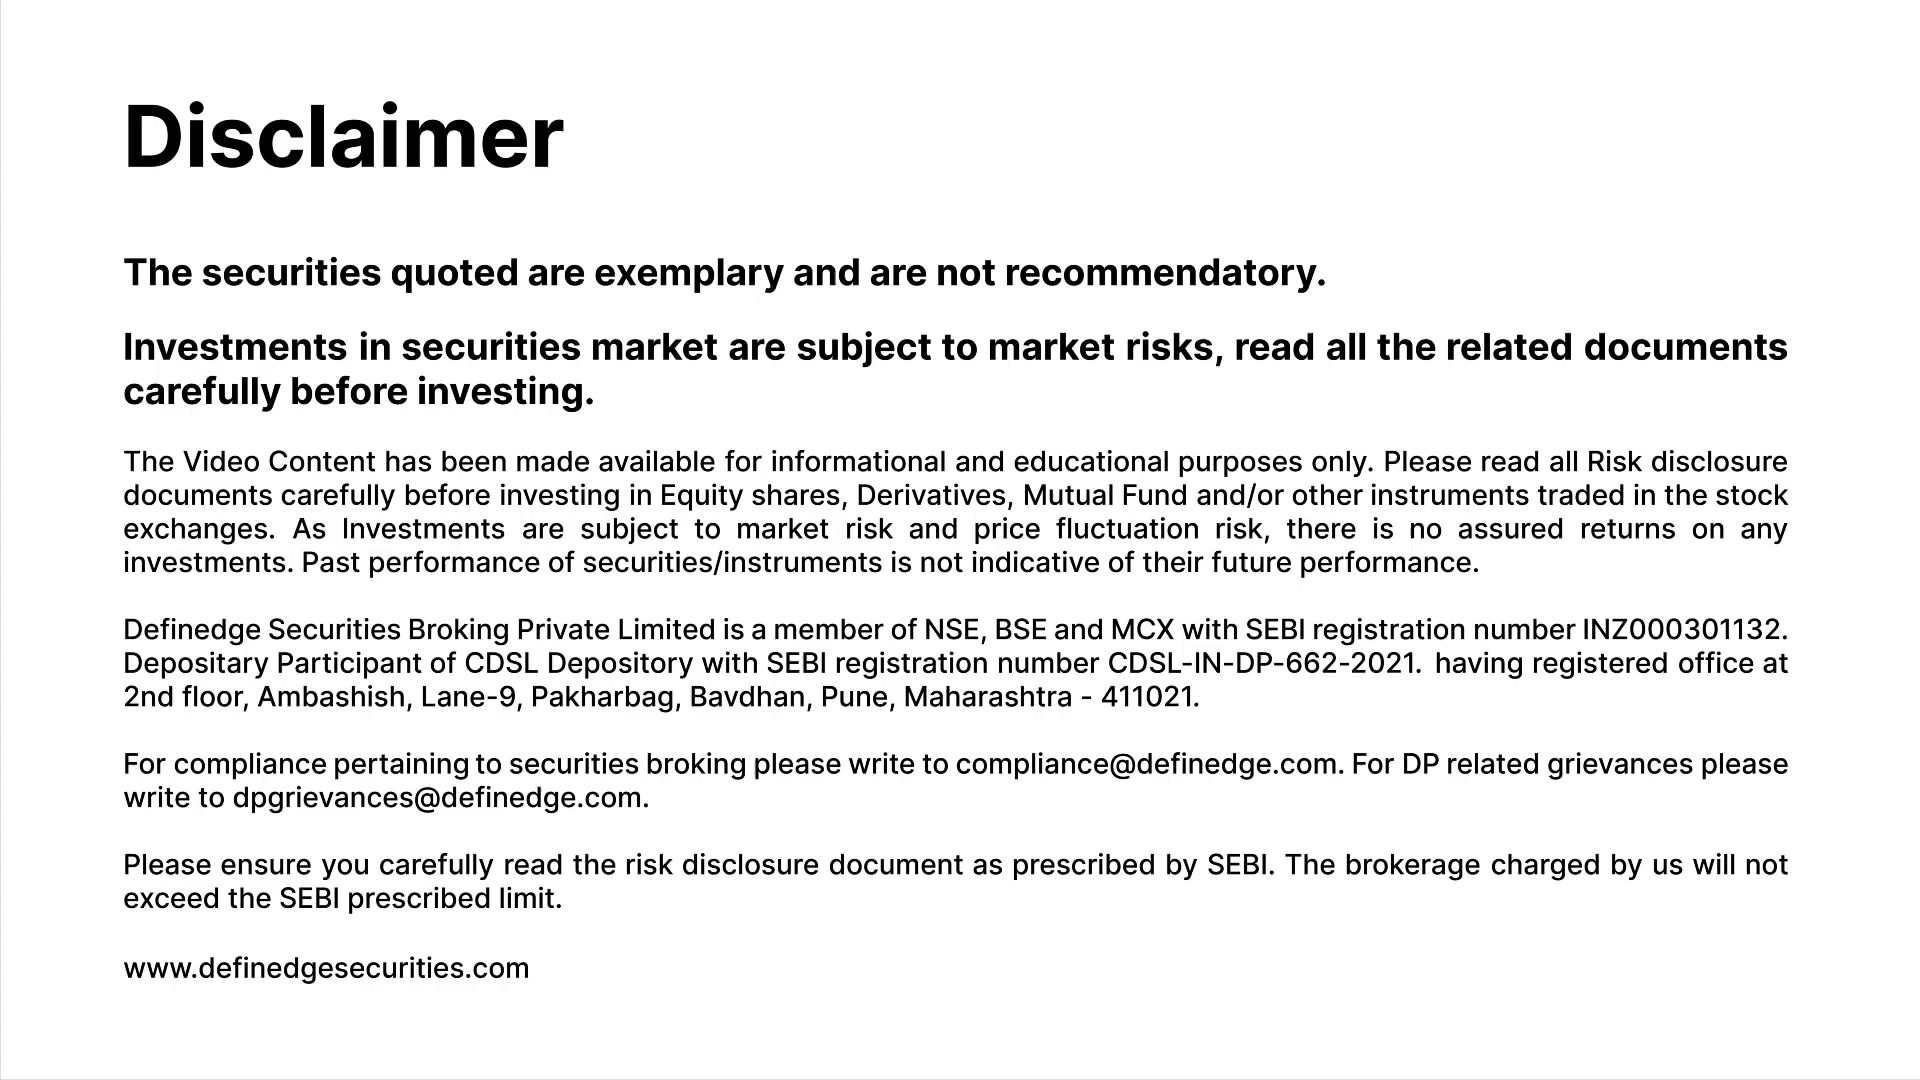 Disclaimer
The securities quoted are exemplary and are not recommendatory.
Investments in securities market are subject to market risks, read all the related documents
carefully before investing.
The Video Content has been made available for informational and educational purposes only. Please read all Risk disclosure
documents carefully before investing in Equity shares, Derivatives, Mutual Fund and/or other instruments traded in the stock
exchanges. As Investments are subject to market risk and price fluctuation risk, there is no assured returns on any
investments. Past performance of securities/instruments is not indicative of their future performance.
Definedge Securities Broking Private Limited is a member of NSE, BSE and MCX with SEBI registration number INZ000301132.
Depositary Participant of CDSL Depository with SEBI registration number CDSL-IN-DP-662-2021. having registered office at
2nd floor, Ambashish, Lane-9, Pakharbag, Bavdhan, Pune, Maharashtra - 411021.
For compliance pertaining to securities broking please write to compliance@definedge.com. For DP related grievances please
write to dpgrievances@definedge.com.
Please ensure you carefully read the risk disclosure document as prescribed by SEBI. The brokerage charged by us will not
exceed the SEBI prescribed limit.
www.definedgesecurities.com